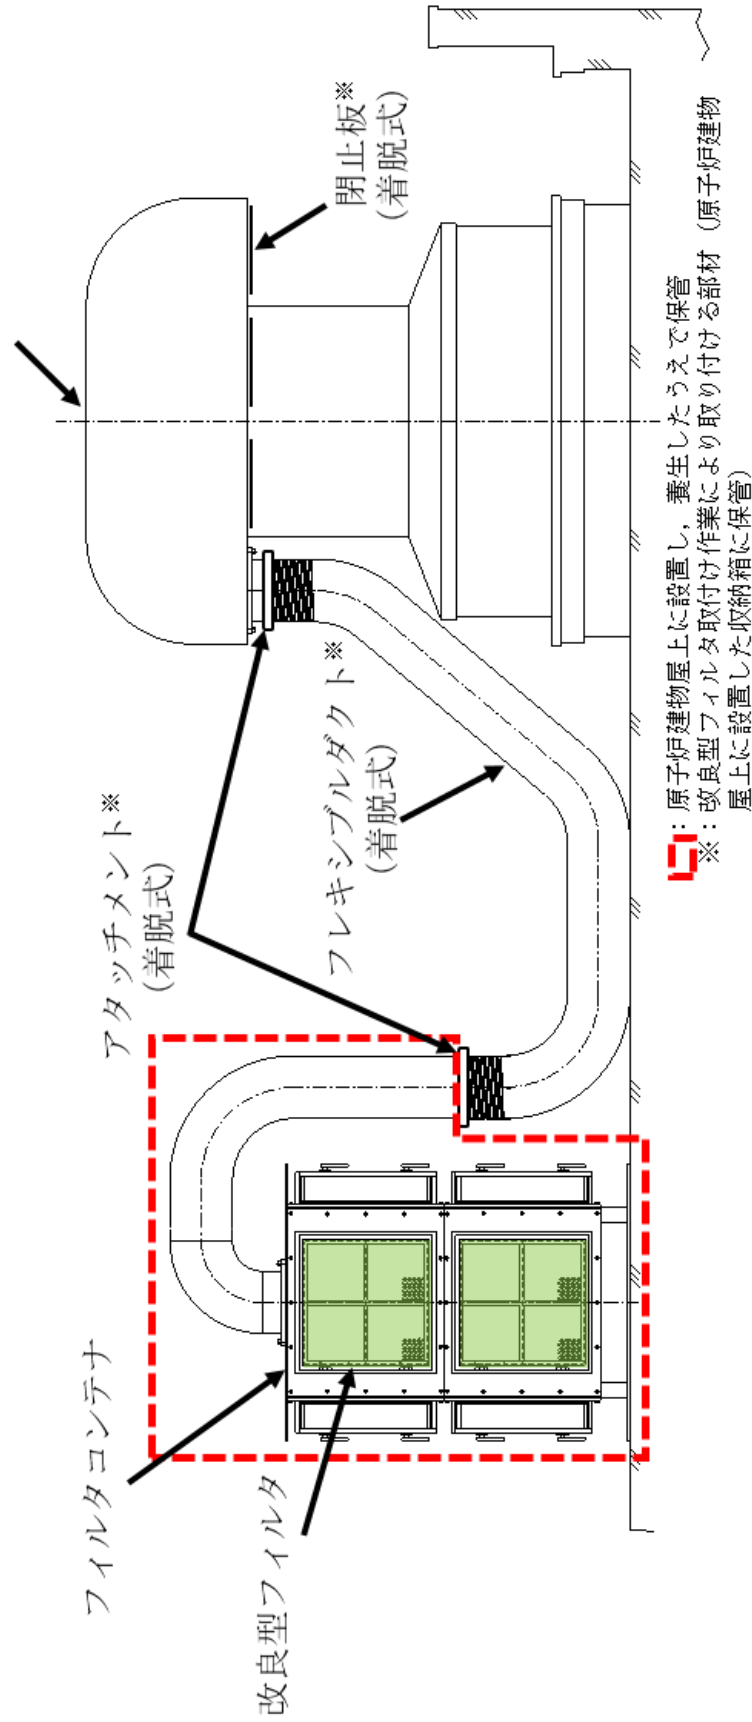 フィルタコンテナ
改良型フィルタ
アタッチメント※
(着脱式)
フレキシブルダクト※
(着脱式)
閉止板※
(着脱式)
：原子炉建物屋上に設置し，養生したうえで保管
※：改良型フィルタ取付け作業により取り付ける部材（原子炉建物
屋上に設置した収納箱に保管）